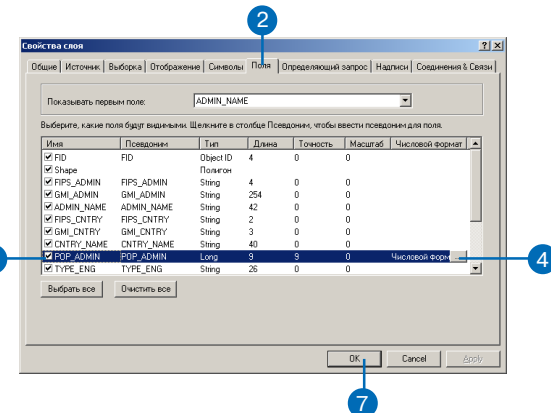 2
Свойства слоя
Общие Источник Выборка Отображение Символы Поля Определяющий запрос Надписи Соединения & Связи
Показывать первым поле: ADMIN_NAME
Выберите, какие поля будут видимыми. Щелкните в столбце Псевдоним, чтобы ввести псевдоним для поля.
Имя Псевдоним Тип Длина Точность Масштаб Числовой формат
FID FID Object ID 4 0 0
Shape Полигон
FIPS_ADMIN FIPS_ADMIN String 4 0 0
GMI_ADMIN GMI_ADMIN String 254 0 0
ADMIN_NAME ADMIN_NAME String 42 0 0
FIPS_CNTRY FIPS_CNTRY String 2 0 0
GMI_CNTRY GMI_CNTRY String 3 0 0
CNTRY_NAME CNTRY_NAME String 40 0 0
POP_ADMIN POP_ADMIN Long 9 9 0 Числовой форм ... 4
TYPE_ENG TYPE_ENG String 26 0 0
Выбрать все Очистить все
OK Cancel Apply
7